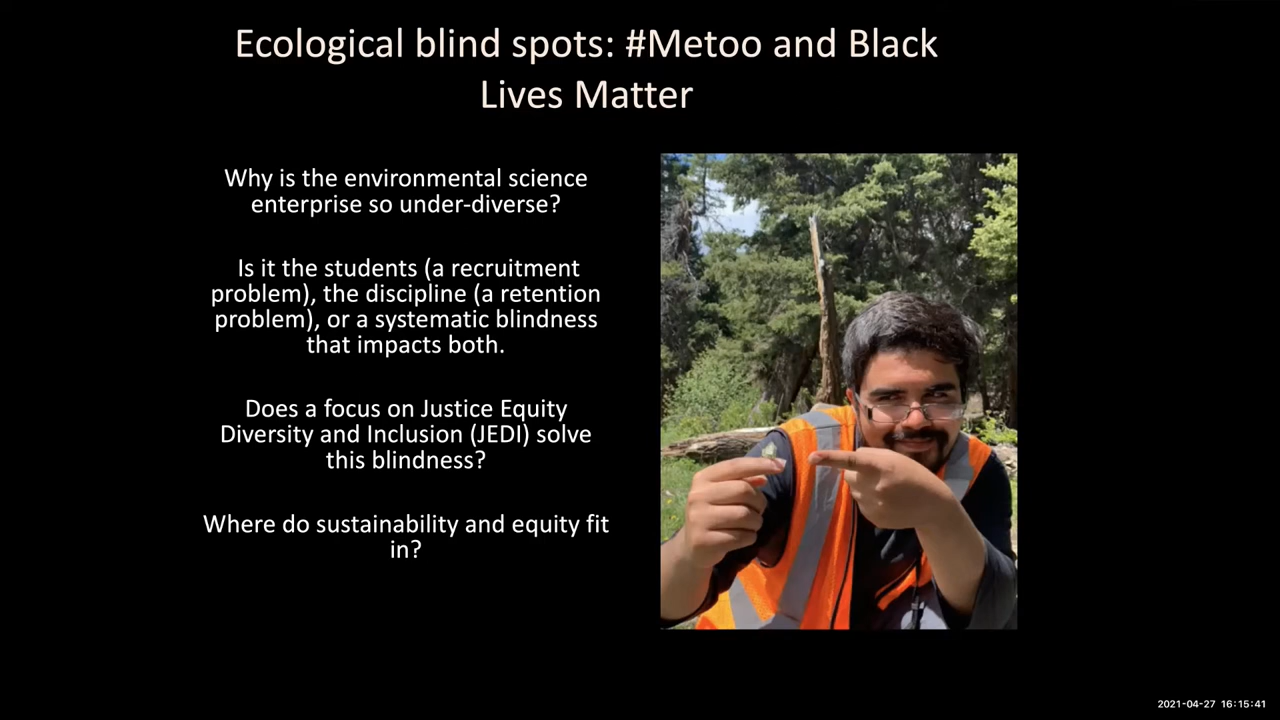 Ecological blind spots: #Metoo and Black
Lives Matter
Why is the environmental science
enterprise so under-diverse?
Is it the students (a recruitment
problem), the discipline (a retention
problem), or a systematic blindness
that impacts both.
Does a focus on Justice Equity
Diversity and Inclusion (JEDI) solve
this blindness?
Where do sustainability and equity fit
in?
2021-04-27 16:15:41